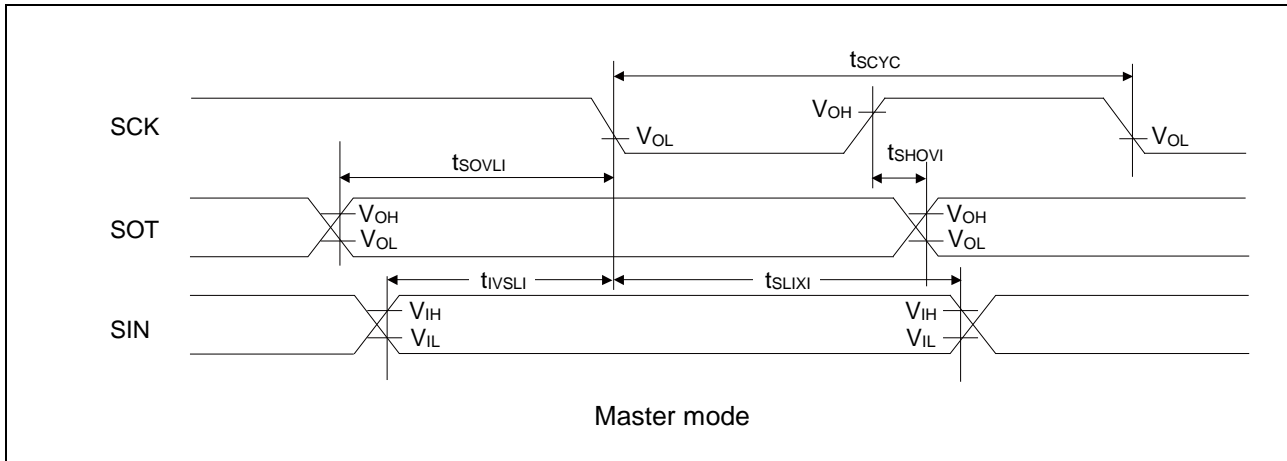 tSCYC
SCK
VOH
VOL
VOL
tSHOVI
tSOVLI
SOT
VOH
VOL
VOH
VOL
tIVSLI
tSLIXI
SIN
VIH
VIL
VIH
VIL
Master mode